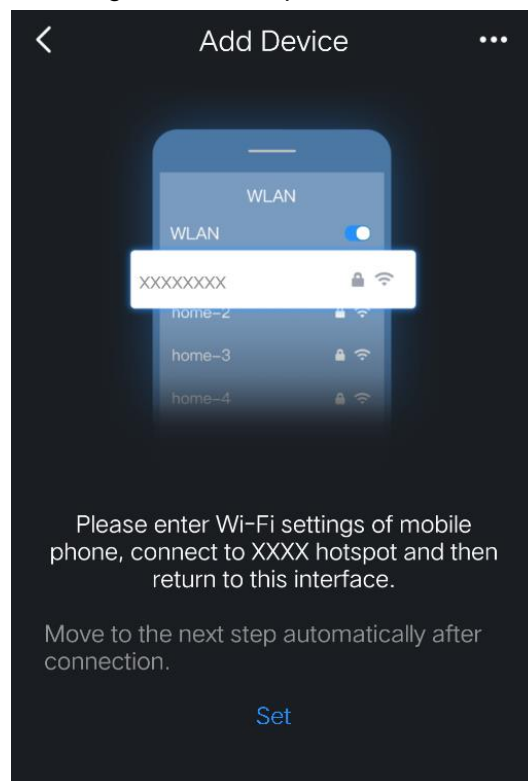 Add Device
WLAN
WLAN
XXXXXXXX
home-2
home-3
home-4
Please enter Wi-Fi settings of mobile
phone, connect to XXXX hotspot and then
return to this interface.
Move to the next step automatically after
connection.
Set